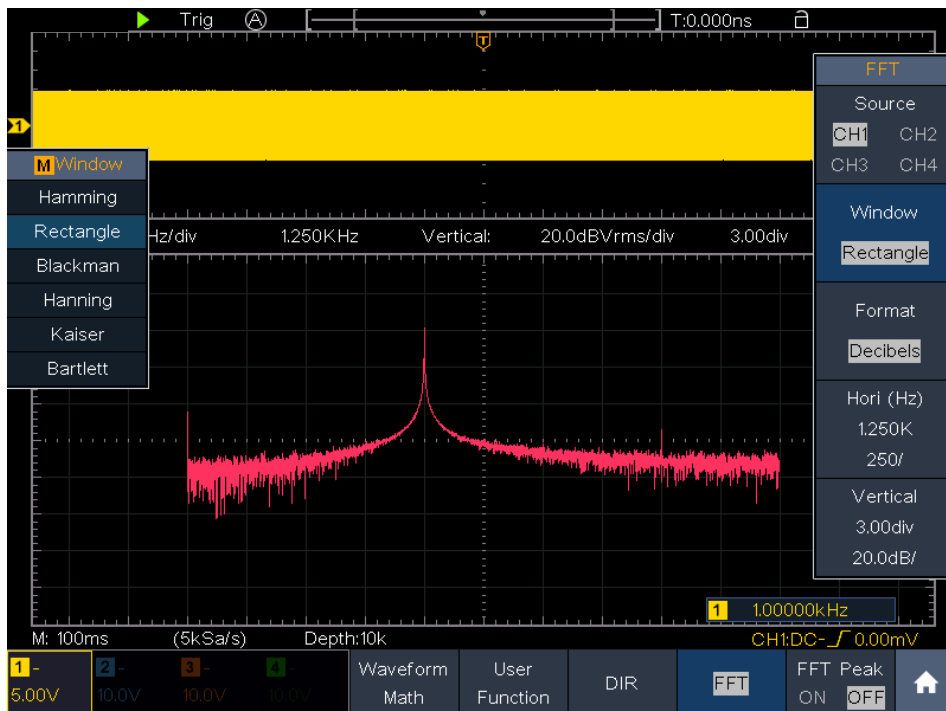 Trig A T:0.000ns
T
1
M Window
Hamming
Rectangle
Blackman
Hanning
Kaiser
Bartlett
Hz/div 1.250KHz Vertical: 20.0dBVrms/div 3.00div
FFT
Source
CH1 CH2
CH3 CH4
Window
Rectangle
Format
Decibels
Hori (Hz)
1.250K
250/
Vertical
3.00div
20.0dB/
1 1.00000kHz
M: 100ms (5kSa/s) Depth:10k CH1:DC- 0.00mV
1 -
5.00V
2 -
10.0V
3 -
10.0V
4 -
10.0V
Waveform
Math
User
Function
DIR
FFT
FFT Peak
ON OFF